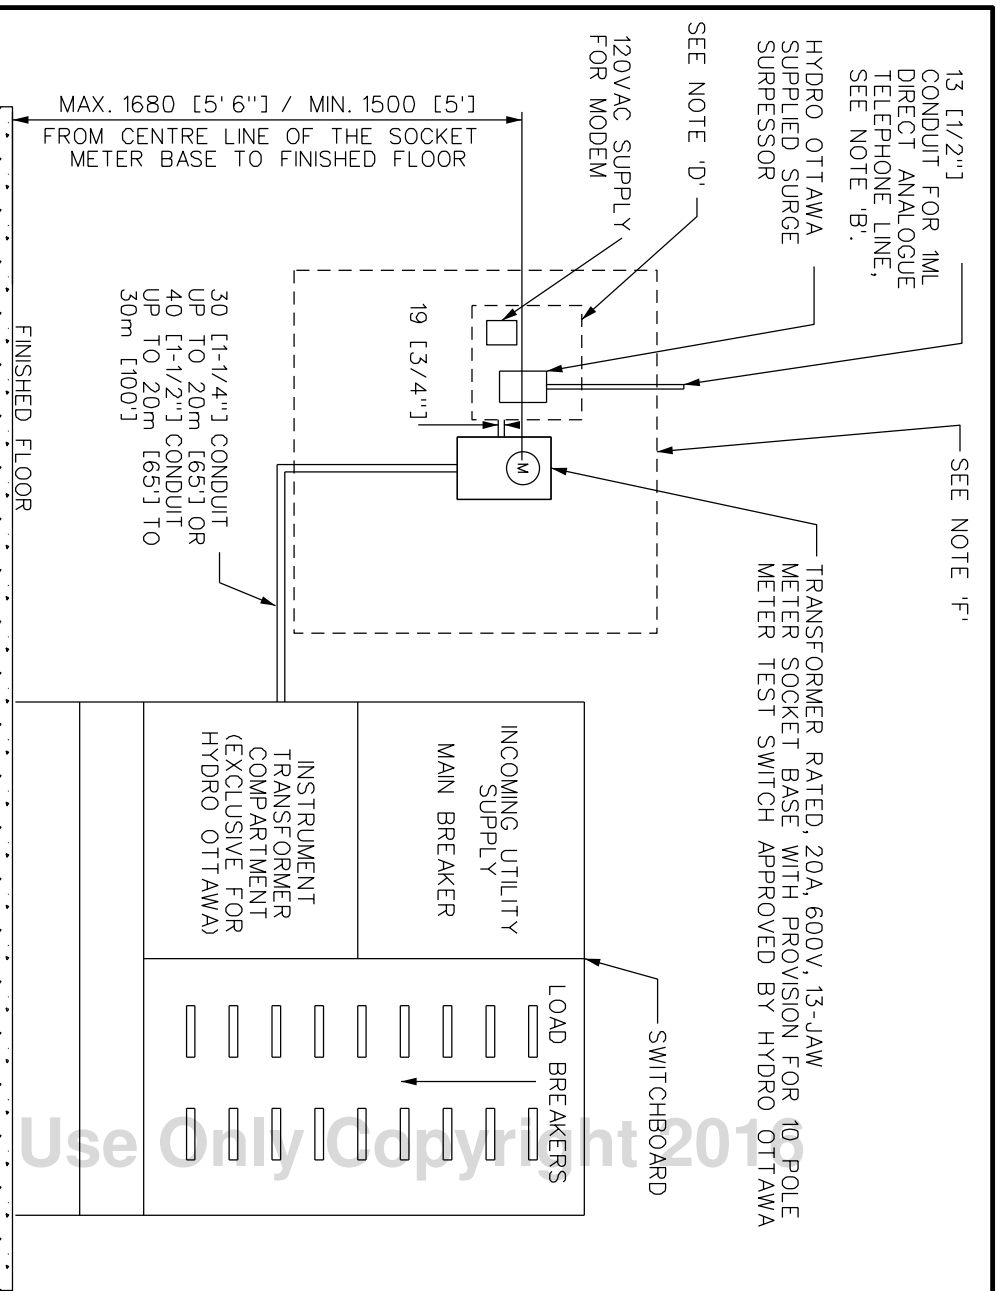 13 [1/2"]
CONDUIT FOR 1ML
DIRECT ANALOGUE
TELEPHONE LINE,
SEE NOTE 'B'.
HYDRO OTTAWA
SUPPLIED SURGE
SURPESSOR
SEE NOTE 'D'
120VAC SUPPLY
FOR MODEM
MAX. 1680 [5' 6"] / MIN. 1500 [5']
FROM CENTRE LINE OF THE SOCKET
METER BASE TO FINISHED FLOOR
SEE NOTE 'F'
TRANSFORMER RATED, 20A, 600V, 13-JAW
METER SOCKET BASE WITH PROVISION FOR 10 POLE
METER TEST SWITCH APPROVED BY HYDRO OTTAWA
19 [3/4"]
M
30 [1-1/4"] CONDUIT
UP TO 20m [65'] OR
40 [1-1/2"] CONDUIT
UP TO 20m [65'] TO
30m [100']
FINISHED FLOOR
SWITCHBOARD
INCOMING UTILITY
SUPPLY
MAIN BREAKER
INSTRUMENT
TRANSFORMER
COMPARTMENT
(EXCLUSIVE FOR
HYDRO OTTAWA)
LOAD BREAKERS
Use Only Copyright 2016